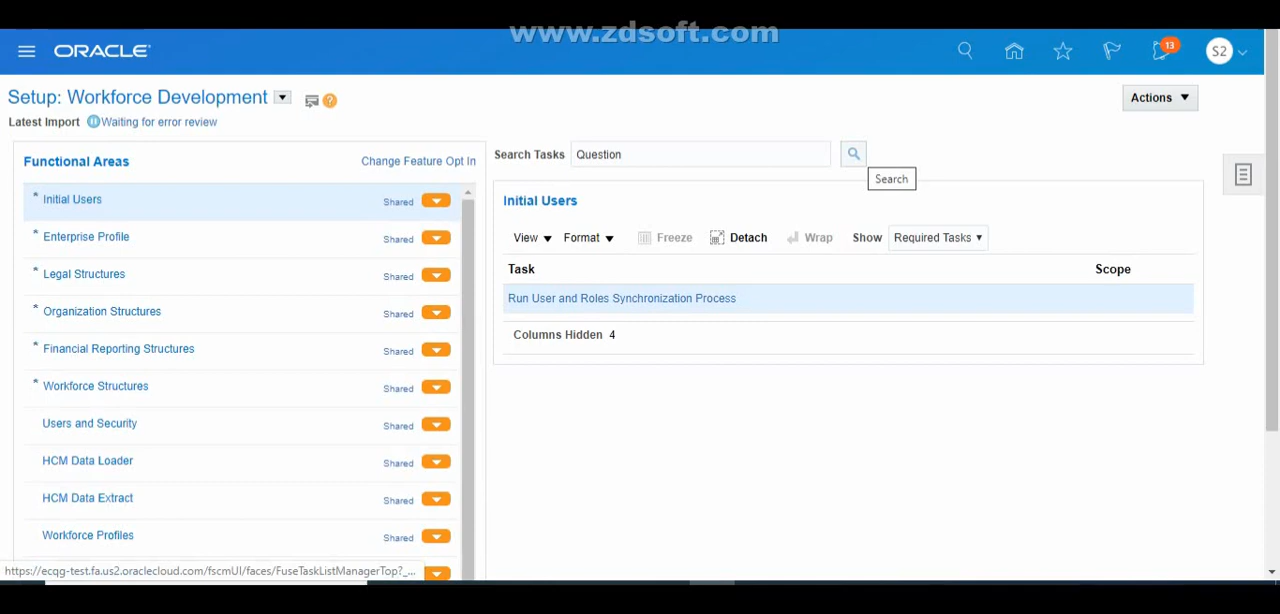 www.zdsoft.com
ORACLE
13
S2
Setup: Workforce Development
?
Actions
Latest Import Waiting for error review
Functional Areas
Change Feature Opt In
* Initial Users Shared
* Enterprise Profile Shared
* Legal Structures Shared
* Organization Structures Shared
* Financial Reporting Structures Shared
* Workforce Structures Shared
Users and Security Shared
HCM Data Loader Shared
HCM Data Extract Shared
Workforce Profiles Shared
Search Tasks Question
Search
Initial Users
View Format Freeze Detach Wrap Show Required Tasks
Task Scope
Run User and Roles Synchronization Process
Columns Hidden 4
https://ecqg-test.fa.us2.oraclecloud.com/fscmUI/faces/FuseTaskListManagerTop?_...